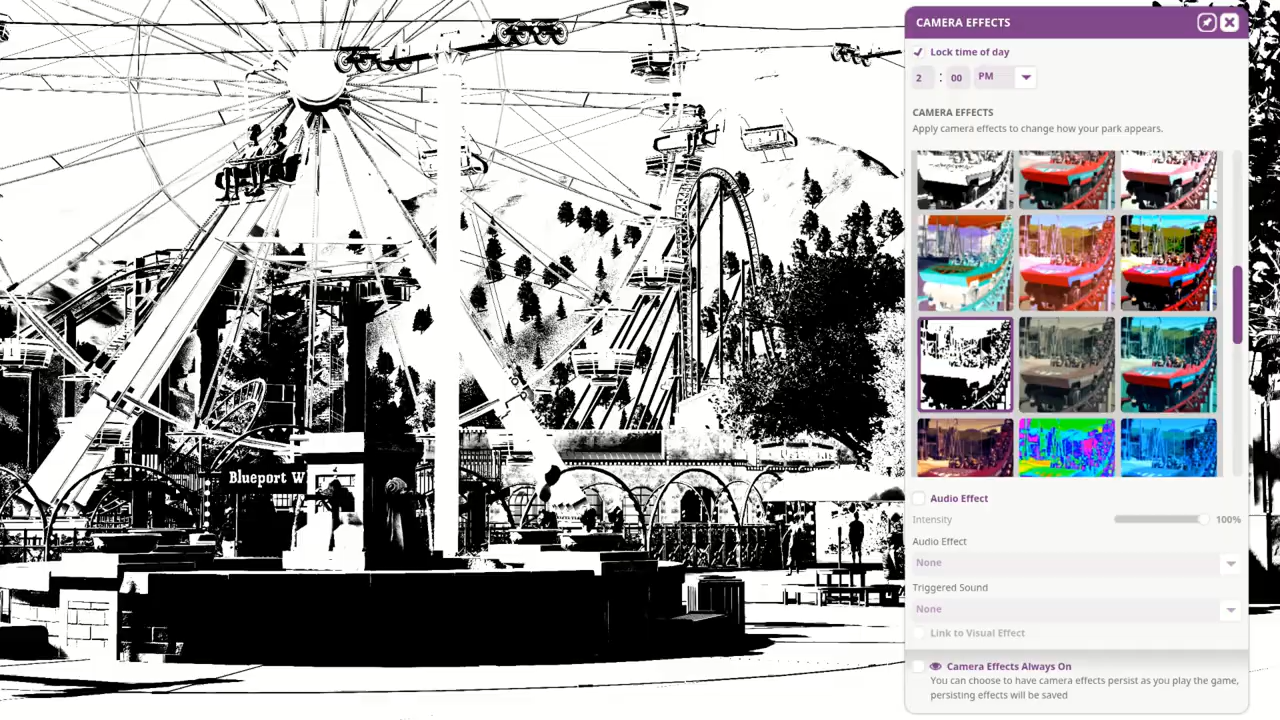 CAMERA EFFECTS
Lock time of day
2 : 00 PM
CAMERA EFFECTS
Apply camera effects to change how your park appears.
Blueport W
Audio Effect
Intensity 100%
Audio Effect
None
Triggered Sound
None
Link to Visual Effect
Camera Effects Always On
You can choose to have camera effects persist as you play the game,
persisting effects will be saved